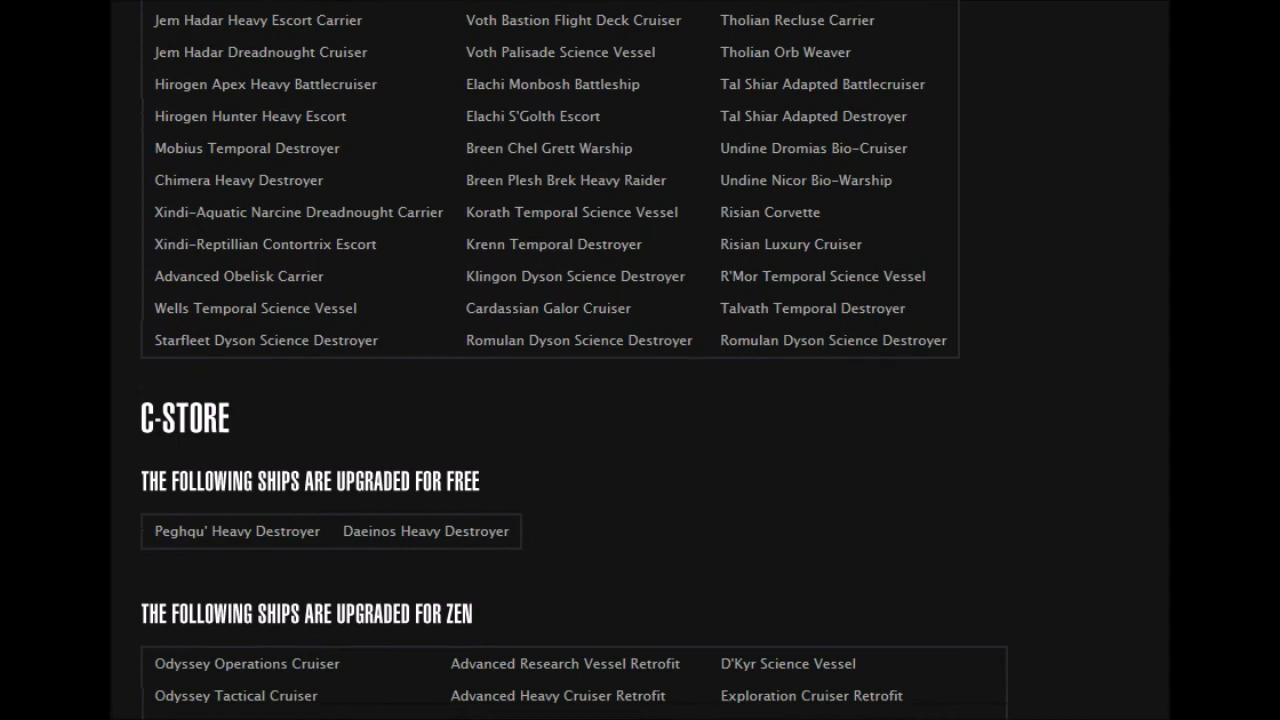 Jem Hadar Heavy Escort Carrier Voth Bastion Flight Deck Cruiser Tholian Recluse Carrier
Jem Hadar Dreadnought Cruiser Voth Palisade Science Vessel Tholian Orb Weaver
Hirogen Apex Heavy Battlecruiser Elachi Monbosh Battleship Tal Shiar Adapted Battlecruiser
Hirogen Hunter Heavy Escort Elachi S'Golth Escort Tal Shiar Adapted Destroyer
Mobius Temporal Destroyer Breen Chel Grett Warship Undine Dromias Bio-Cruiser
Chimera Heavy Destroyer Breen Plesh Brek Heavy Raider Undine Nicor Bio-Warship
Xindi-Aquatic Narcine Dreadnought Carrier Korath Temporal Science Vessel Risian Corvette
Xindi-Reptillian Contortrix Escort Krenn Temporal Destroyer Risian Luxury Cruiser
Advanced Obelisk Carrier Klingon Dyson Science Destroyer R'Mor Temporal Science Vessel
Wells Temporal Science Vessel Cardassian Galor Cruiser Talvath Temporal Destroyer
Starfleet Dyson Science Destroyer Romulan Dyson Science Destroyer Romulan Dyson Science Destroyer
C-STORE
THE FOLLOWING SHIPS ARE UPGRADED FOR FREE
Peghqu' Heavy Destroyer Daeinos Heavy Destroyer
THE FOLLOWING SHIPS ARE UPGRADED FOR ZEN
Odyssey Operations Cruiser Advanced Research Vessel Retrofit D'Kyr Science Vessel
Odyssey Tactical Cruiser Advanced Heavy Cruiser Retrofit Exploration Cruiser Retrofit